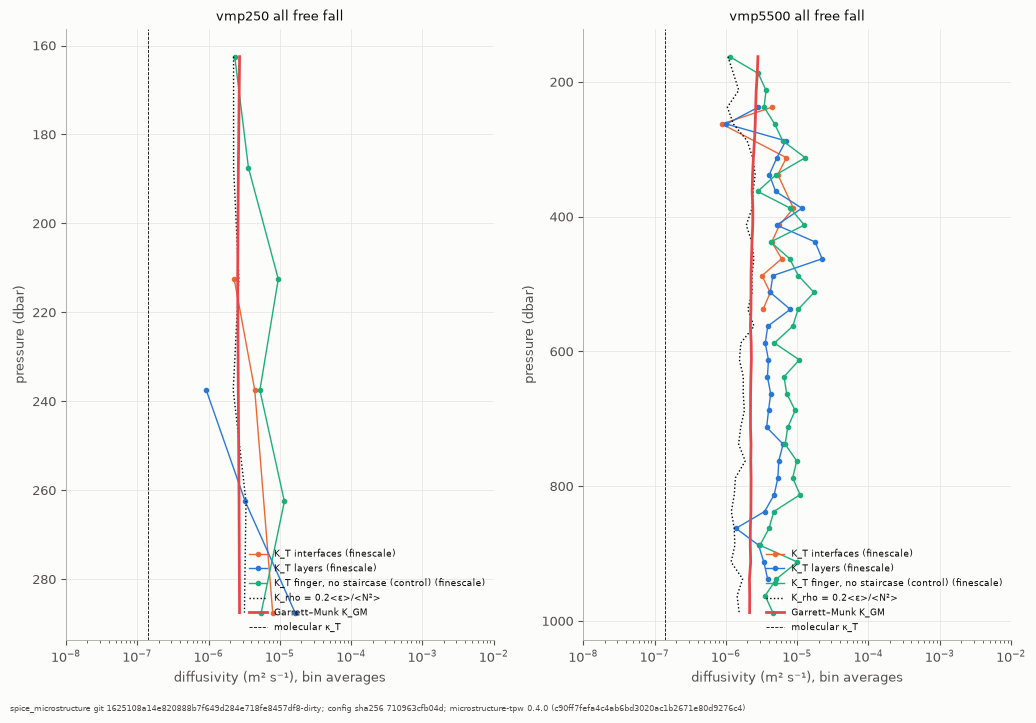 vmp250 all free fall
160
180
200
220
240
260
280
pressure (dbar)
K_T interfaces (finescale)
K_T layers (finescale)
K_T finger, no staircase (control) (finescale)
K_rho = 0.2<ε>/<N²>
Garrett–Munk K_GM
molecular κ_T
10⁻⁸ 10⁻⁷ 10⁻⁶ 10⁻⁵ 10⁻⁴ 10⁻³ 10⁻²
diffusivity (m² s⁻¹), bin averages
vmp5500 all free fall
200
400
600
800
1000
pressure (dbar)
K_T interfaces (finescale)
K_T layers (finescale)
K_T finger, no staircase (control) (finescale)
K_rho = 0.2<ε>/<N²>
Garrett–Munk K_GM
molecular κ_T
10⁻⁸ 10⁻⁷ 10⁻⁶ 10⁻⁵ 10⁻⁴ 10⁻³ 10⁻²
diffusivity (m² s⁻¹), bin averages
spice_microstructure git 1625108a14e820888b7f649d284e718fe8457df8-dirty; config sha256 710963cfb04d; microstructure-tpw 0.4.0 (c90ff7fefa4c4ab6bd3020ac1b2671e80d9276c4)